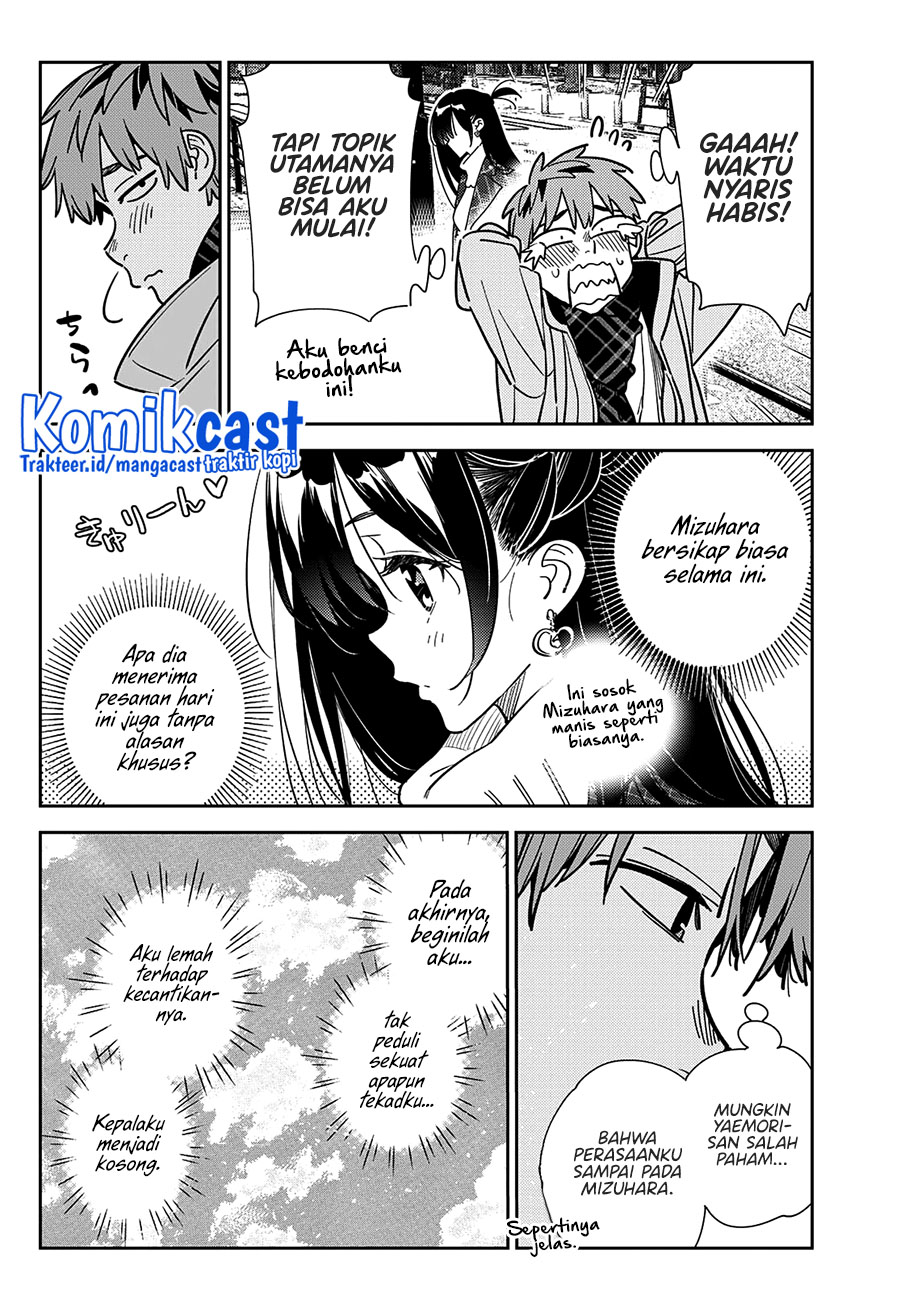 GAAAH!
WAKTU
NYARIS
HABIS!
TAPI TOPIK
UTAMANYA
BELUM
BISA AKU
MULAI!
Aku benci
kebodohanku
ini!
ちらっ
Komikcast
Trakteer.id/mangacast traktir kopi
Mizuhara
bersikap biasa
selama ini.
Ini sosok
Mizuhara yang
manis seperti
biasanya.
きゅりーん♡
Apa dia
menerima
pesanan hari
ini juga tanpa
alasan
khusus?
MUNGKIN
YAEMORI-
SAN SALAH
PAHAM...
BAHWA
PERASAANKU
SAMPAI PADA
MIZUHARA.
Sepertinya
jelas.
Pada
akhirnya,
beginilah
aku...
tak
peduli
sekuat
apapun
tekadku...
Aku lemah
terhadap
kecantikan-
nya.
Kepalaku
menjadi
kosong.